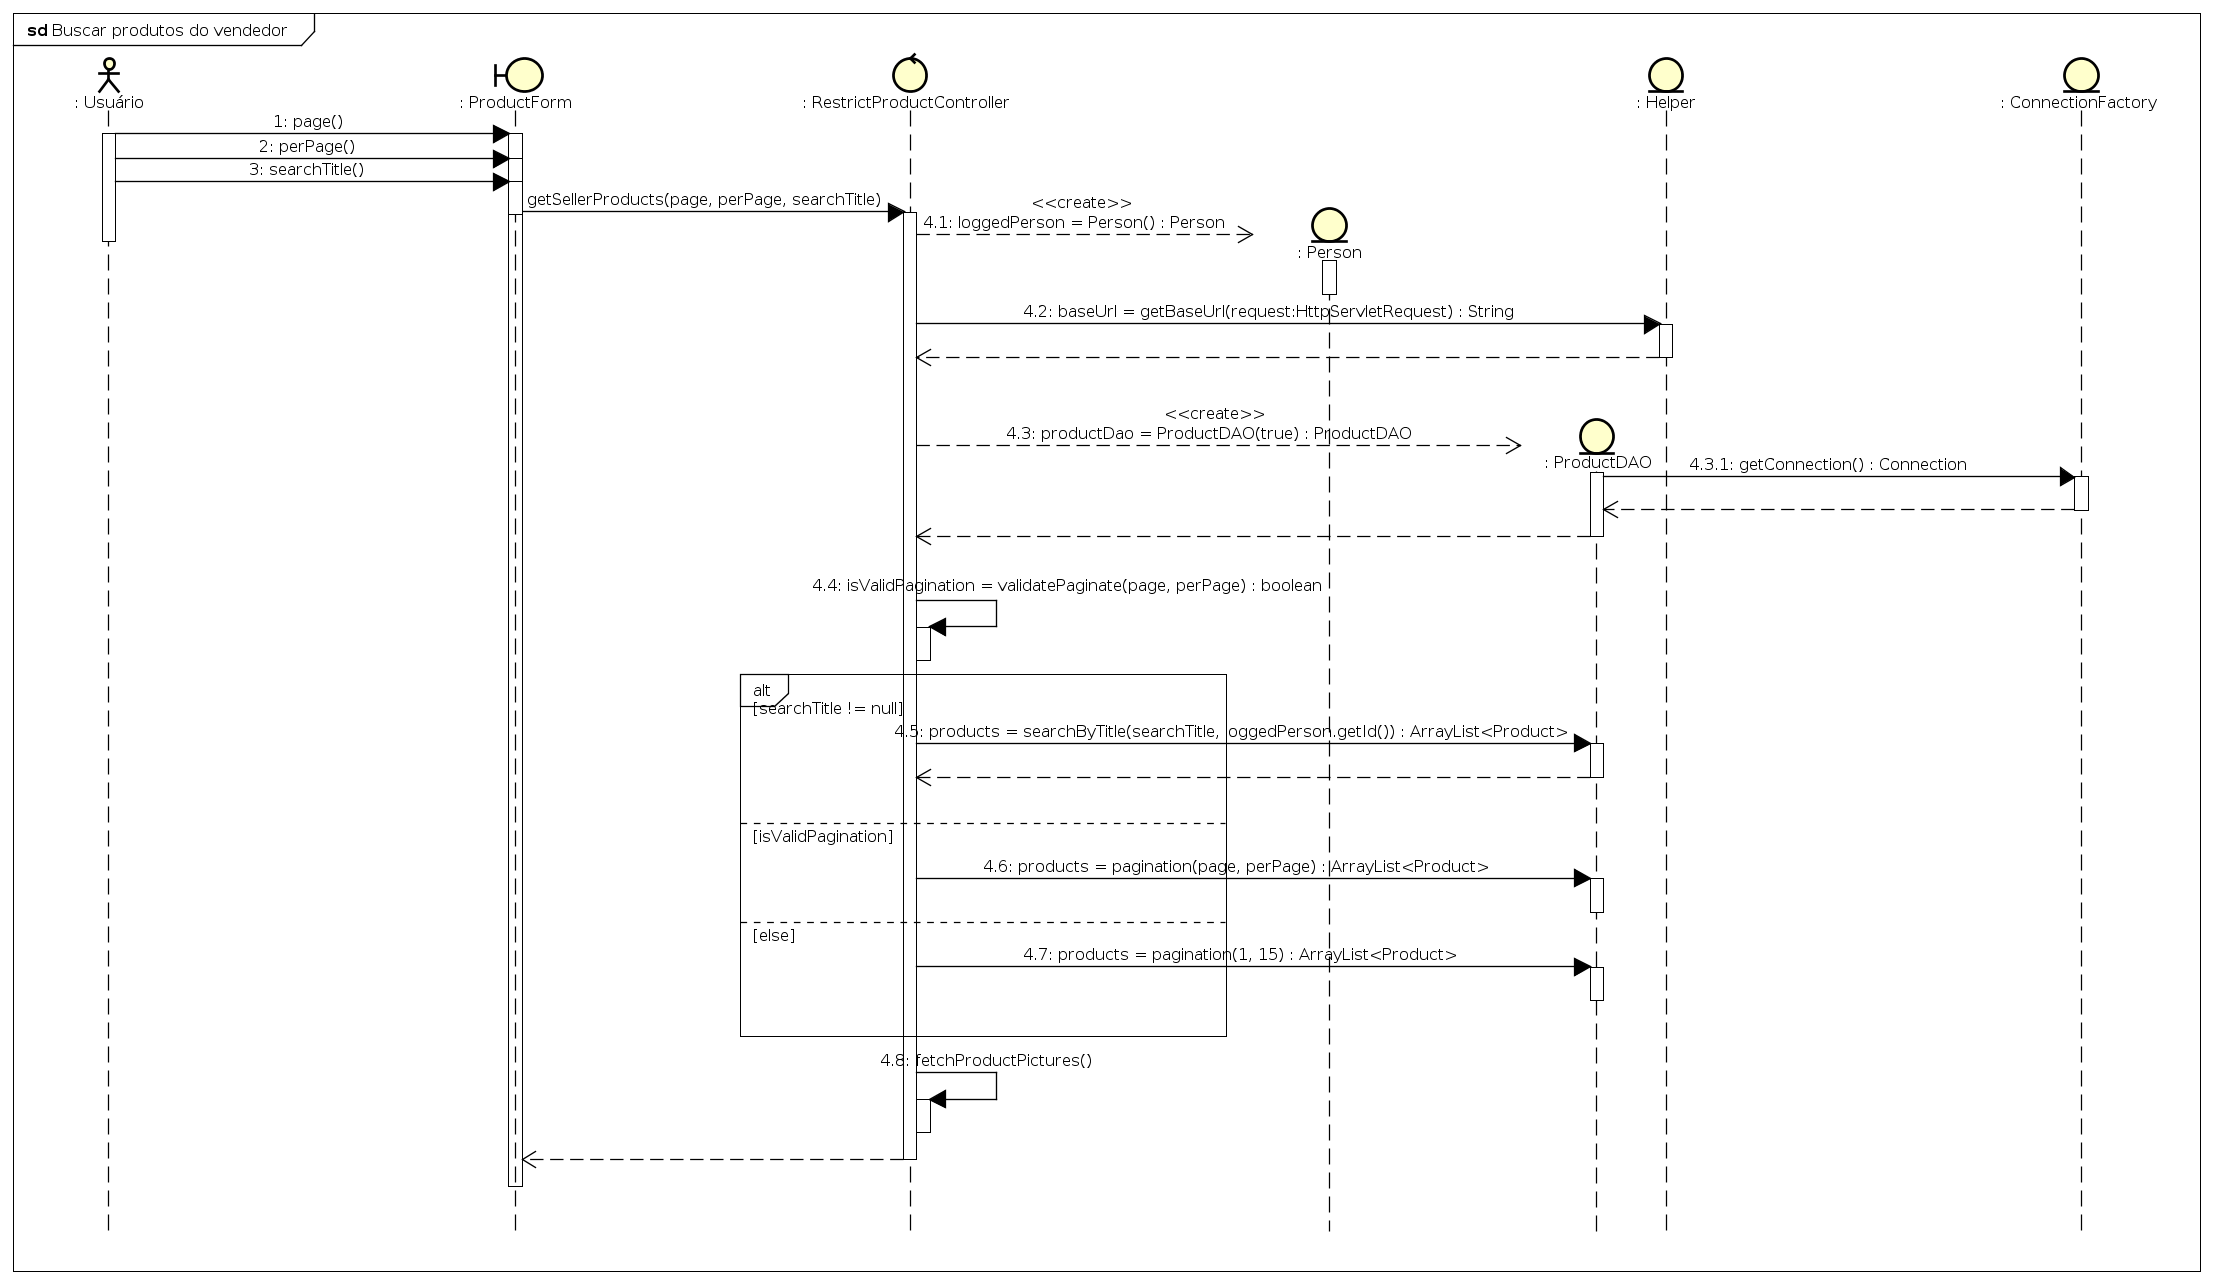 sd Buscar produtos do vendedor
: Usuário
: ProductForm
: RestrictProductController
: Helper
: ConnectionFactory
1: page()
2: perPage()
3: searchTitle()
getSellerProducts(page, perPage, searchTitle)
<<create>>
4.1: loggedPerson = Person() : Person
: Person
4.2: baseUrl = getBaseUrl(request:HttpServletRequest) : String
<<create>>
4.3: productDao = ProductDAO(true) : ProductDAO
: ProductDAO
4.3.1: getConnection() : Connection
4.4: isValidPagination = validatePaginate(page, perPage) : boolean
alt
[searchTitle != null]
4.5: products = searchByTitle(searchTitle, loggedPerson.getId()) : ArrayList<Product>
[isValidPagination]
4.6: products = pagination(page, perPage) : ArrayList<Product>
[else]
4.7: products = pagination(1, 15) : ArrayList<Product>
4.8: fetchProductPictures()